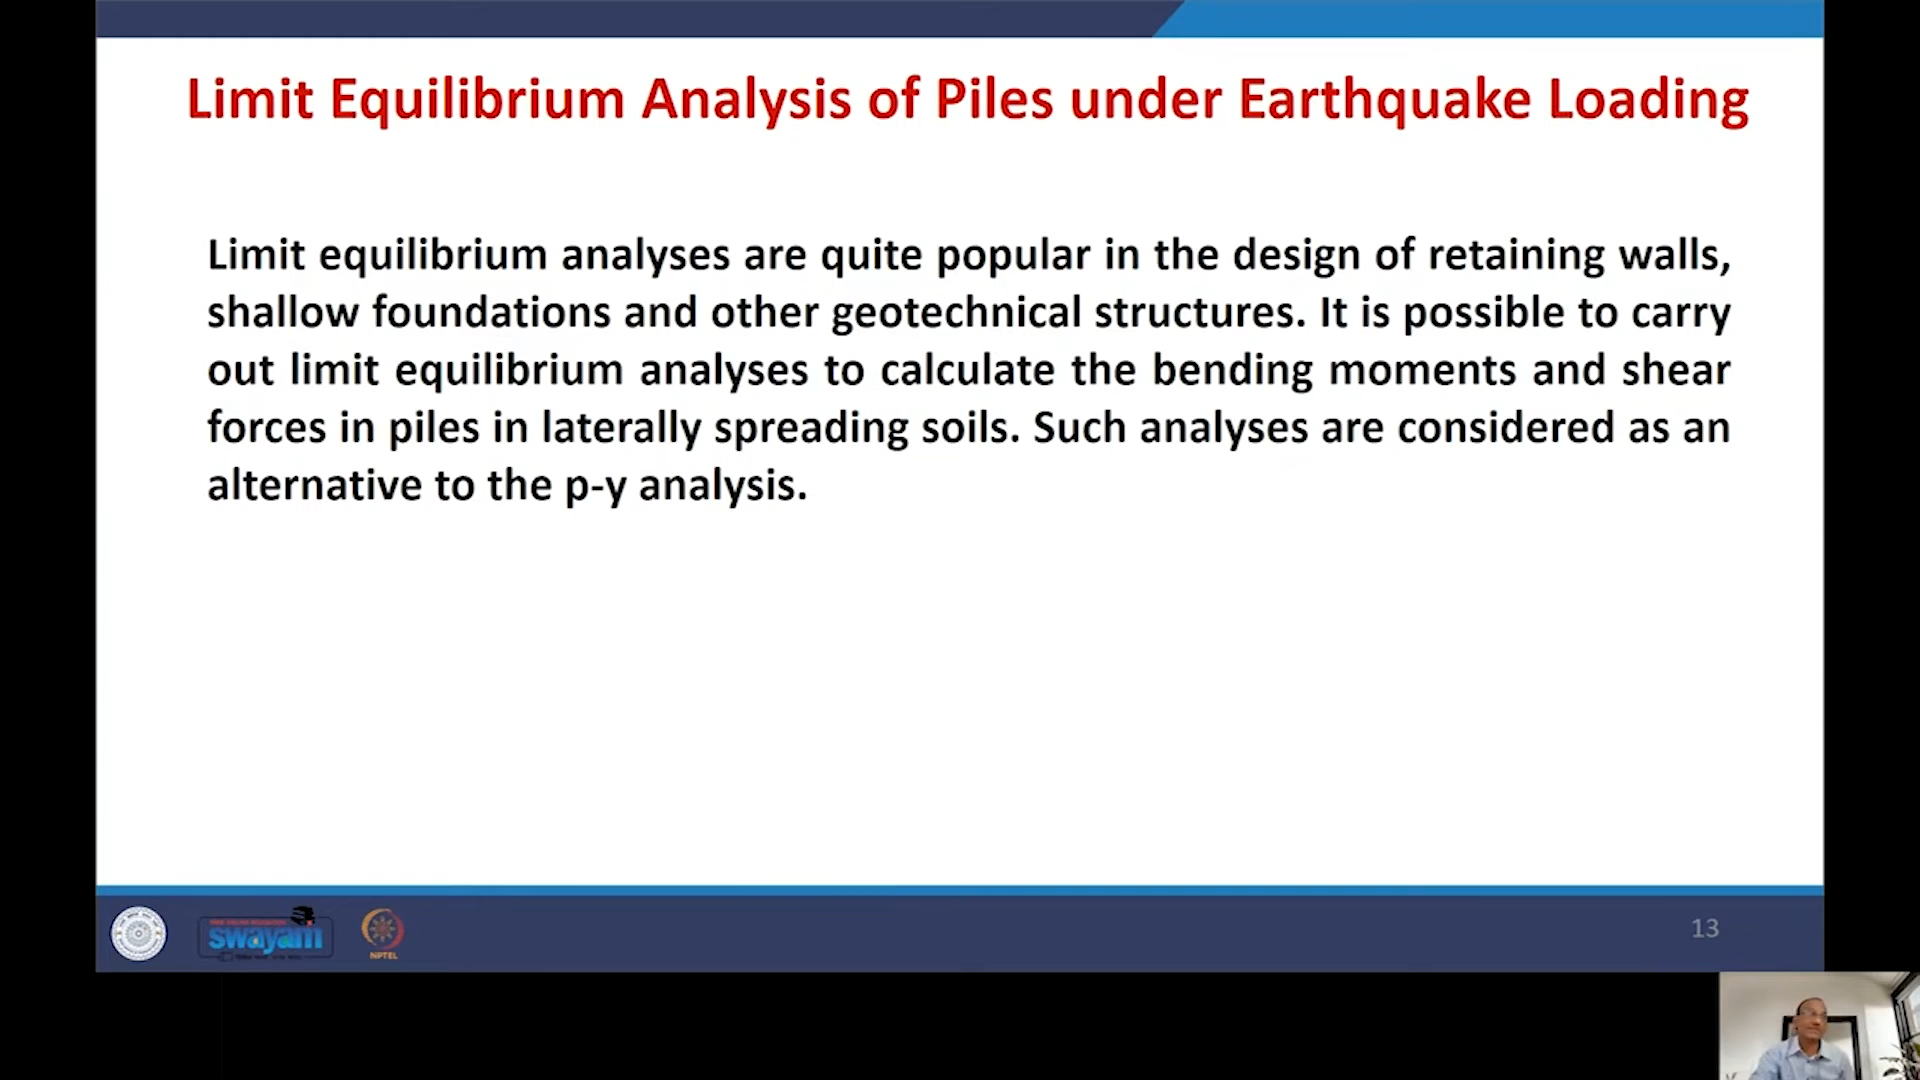 Limit Equilibrium Analysis of Piles under Earthquake Loading
Limit equilibrium analyses are quite popular in the design of retaining walls,
shallow foundations and other geotechnical structures. It is possible to carry
out limit equilibrium analyses to calculate the bending moments and shear
forces in piles in laterally spreading soils. Such analyses are considered as an
alternative to the p-y analysis.
swayam
NPTEL
13